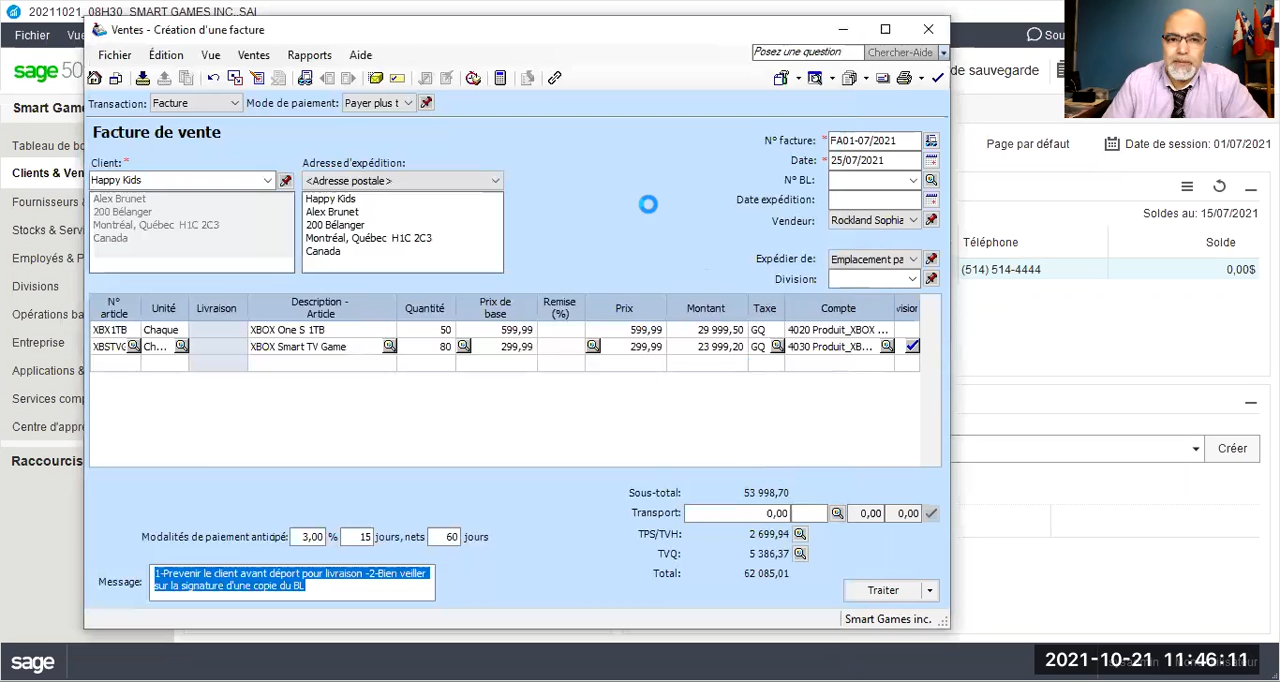 20211021_08H30_SMART GAMES INC. SAI
Fichier
sage 50
Smart Gam
Tableau de bo
Clients & Ven
Fournisseurs
Stocks & Serv
Employés & P
Divisions
Opérations ba
Entreprise
Applications &
Services comp
Centre d'appr
Raccourcis
Ventes - Création d'une facture
Fichier Édition Vue Ventes Rapports Aide
Posez une question Chercher-Aide
Transaction: Facture Mode de paiement: Payer plus t
Facture de vente
Client:*
Happy Kids
Alex Brunet
200 Bélanger
Montréal, Québec H1C 2C3
Canada
Adresse d'expédition:
<Adresse postale>
Happy Kids
Alex Brunet
200 Bélanger
Montréal, Québec H1C 2C3
Canada
N° facture: * FA01-07/2021
Date: * 25/07/2021
N° BL:
Date expédition:
Vendeur: Rockland Sophia
Expédier de: Emplacement pa
Division:
N° article Unité Livraison Description - Article Quantité Prix de base Remise (%) Prix Montant Taxe Compte vision
XBX1TB Chaque XBOX One S 1TB 50 599,99 599,99 29 999,50 GQ 4020 Produit_XBOX ...
XBSTVG Ch... XBOX Smart TV Game 80 299,99 299,99 23 999,20 GQ 4030 Produit_XB...
Sous-total: 53 998,70
Transport: 0,00 0,00 0,00
TPS/TVH: 2 699,94
TVQ: 5 386,37
Total: 62 085,01
Modalités de paiement anticipé: 3,00 % 15 jours, nets 60 jours
Message: 1-Prevenir le client avant déport pour livraison -2-Bien veiller
sur la signature d'une copie du BL
Traiter
Smart Games inc.
Sou
de sauvegarde
Page par défaut Date de session: 01/07/2021
Soldes au: 15/07/2021
Téléphone Solde
(514) 514-4444 0,00$
Créer
sage
2021-10-21 11:46:11